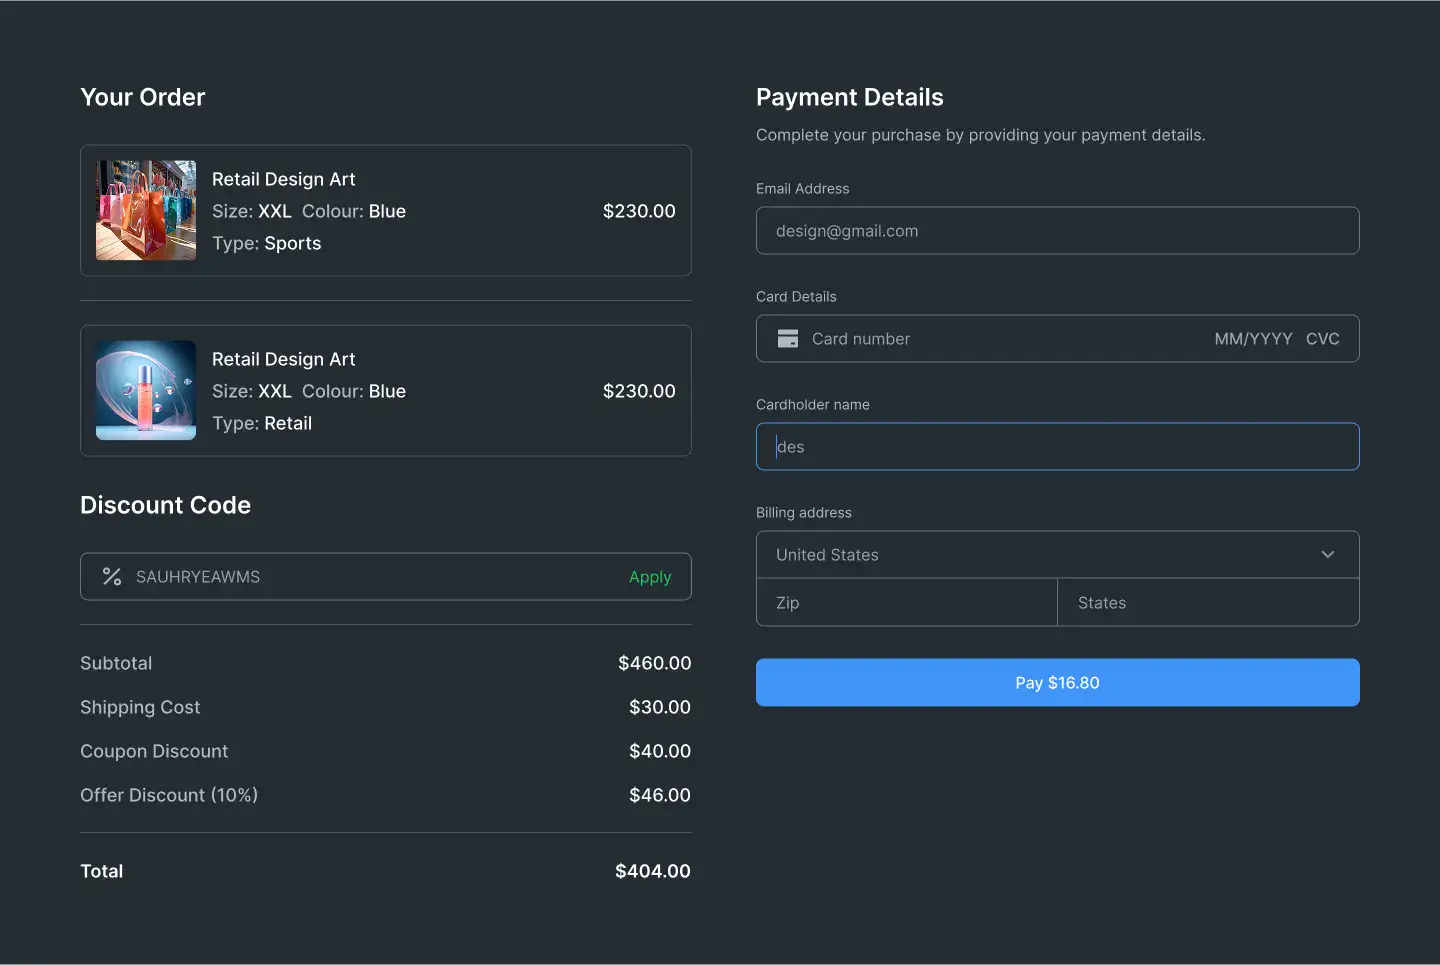 Your Order
Retail Design Art
Size: XXL Colour: Blue
$230.00
Type: Sports
Retail Design Art
Size: XXL Colour: Blue
$230.00
Type: Retail
Discount Code
SAUHRYEAWMS
Apply
Subtotal $460.00
Shipping Cost $30.00
Coupon Discount $40.00
Offer Discount (10%) $46.00
Total $404.00
Payment Details
Complete your purchase by providing your payment details.
Email Address
design@gmail.com
Card Details
Card number MM/YYYY CVC
Cardholder name
des
Billing address
United States
Zip States
Pay $16.80